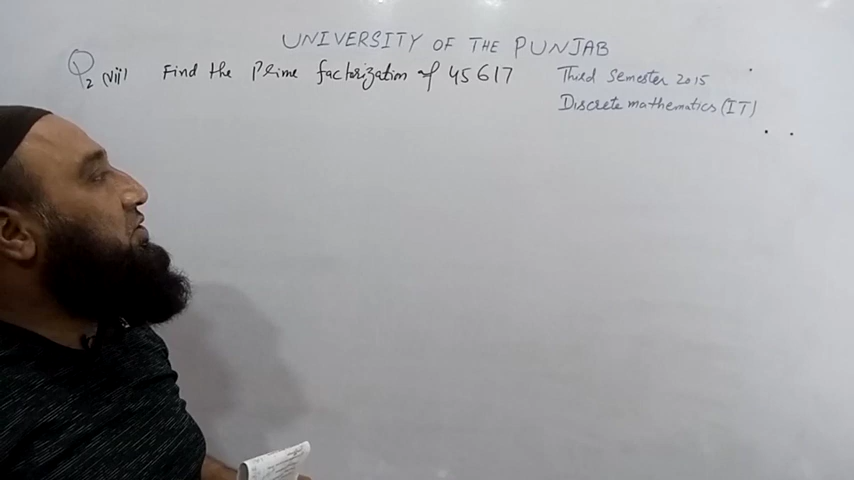 UNIVERSITY OF THE PUNJAB
Q2 (vii) Find the Prime factorization of 45617
Third Semester 2015
Discrete mathematics (IT)